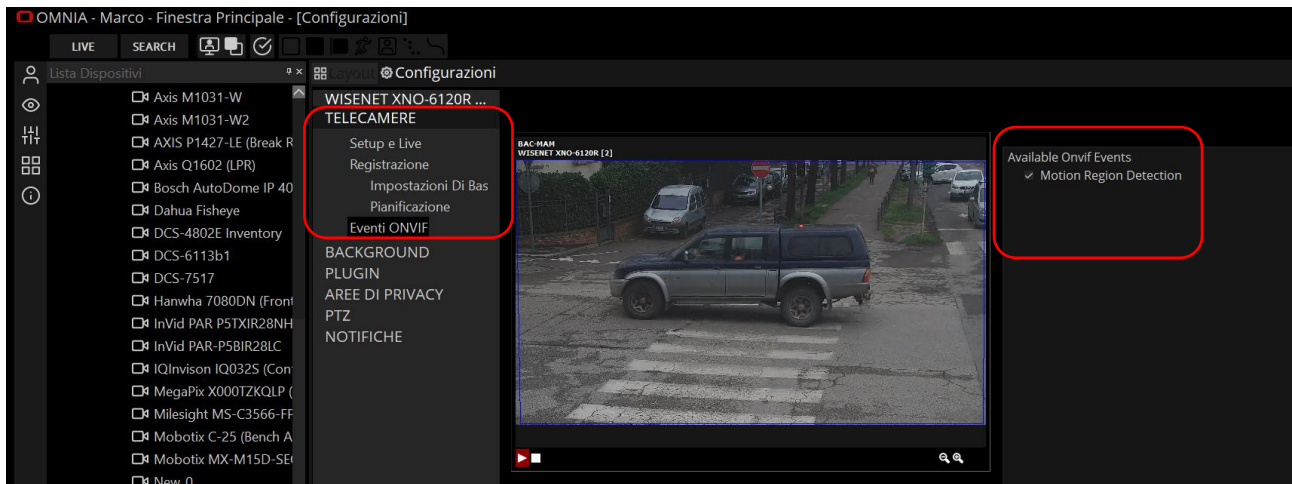 OMNIA - Marco - Finestra Principale - [Configurazioni]
LIVE SEARCH
Lista Dispositivi
Layout Configurazioni
Axis M1031-W
Axis M1031-W2
AXIS P1427-LE (Break R
Axis Q1602 (LPR)
Bosch AutoDome IP 40
Dahua Fisheye
DCS-4802E Inventory
DCS-6113b1
DCS-7517
Hanwha 7080DN (Front
InVid PAR P5TXIR28NH
InVid PAR-P5BIR28LC
IQInvison IQ032S (Con
MegaPix X000TZKQLP (
Milesight MS-C3566-FP
Mobotix C-25 (Bench A
Mobotix MX-M15D-SE
New_0
WISENET XNO-6120R ...
TELECAMERE
Setup e Live
Registrazione
Impostazioni Di Bas
Pianificazione
Eventi ONVIF
BACKGROUND
PLUGIN
AREE DI PRIVACY
PTZ
NOTIFICHE
BAC-MAM
WISENET XNO-6120R [2]
Available Onvif Events
Motion Region Detection